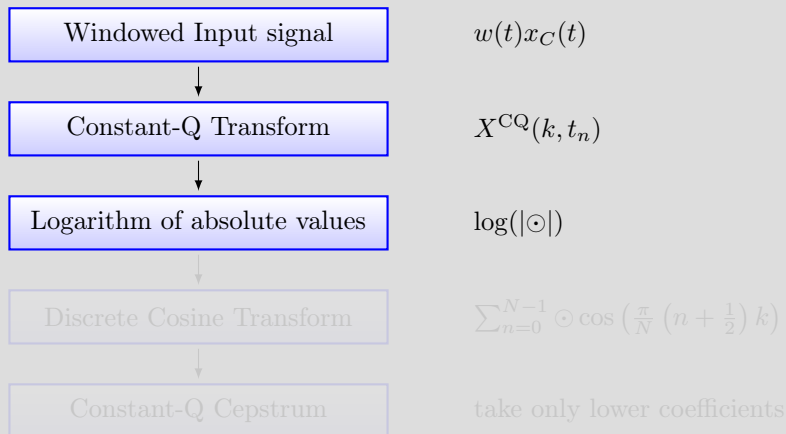 Windowed Input signal w(t)x_C(t)
Constant-Q Transform X^CQ(k, t_n)
Logarithm of absolute values log(|⊙|)
Discrete Cosine Transform ∑_{n=0}^{N−1} ⊙ cos (π/N (n + 1/2) k)
Constant-Q Cepstrum take only lower coefficients